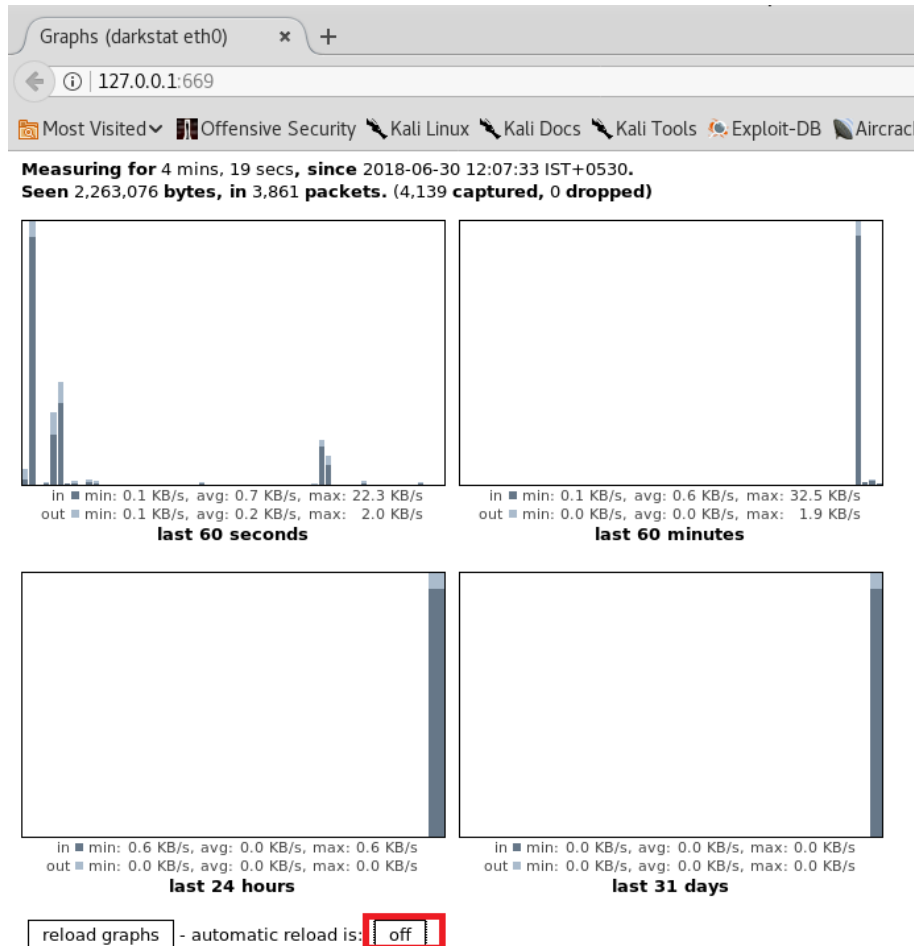 Graphs (darkstat eth0) × +
127.0.0.1:669
Most Visited Offensive Security Kali Linux Kali Docs Kali Tools Exploit-DB Aircrac
Measuring for 4 mins, 19 secs, since 2018-06-30 12:07:33 IST+0530.
Seen 2,263,076 bytes, in 3,861 packets. (4,139 captured, 0 dropped)
in min: 0.1 KB/s, avg: 0.7 KB/s, max: 22.3 KB/s
out min: 0.1 KB/s, avg: 0.2 KB/s, max: 2.0 KB/s
last 60 seconds
in min: 0.1 KB/s, avg: 0.6 KB/s, max: 32.5 KB/s
out min: 0.0 KB/s, avg: 0.0 KB/s, max: 1.9 KB/s
last 60 minutes
in min: 0.6 KB/s, avg: 0.0 KB/s, max: 0.6 KB/s
out min: 0.0 KB/s, avg: 0.0 KB/s, max: 0.0 KB/s
last 24 hours
in min: 0.0 KB/s, avg: 0.0 KB/s, max: 0.0 KB/s
out min: 0.0 KB/s, avg: 0.0 KB/s, max: 0.0 KB/s
last 31 days
reload graphs - automatic reload is: off